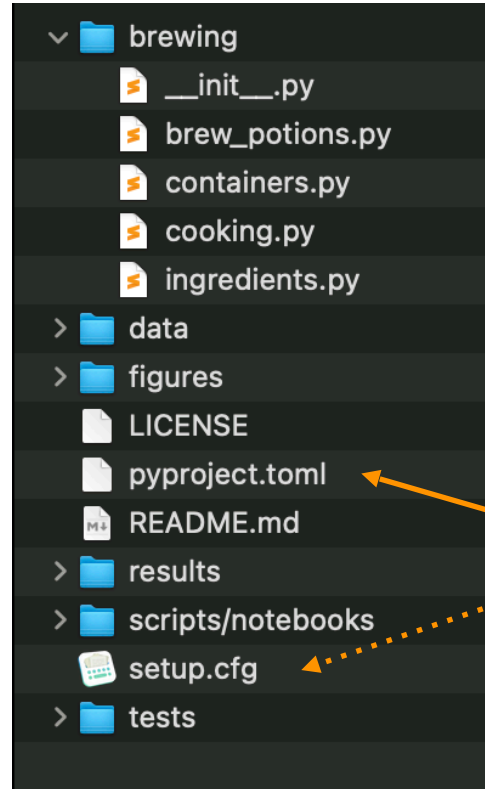 brewing
__init__.py
brew_potions.py
containers.py
cooking.py
ingredients.py
data
figures
LICENSE
pyproject.toml
README.md
results
scripts/notebooks
setup.cfg
tests